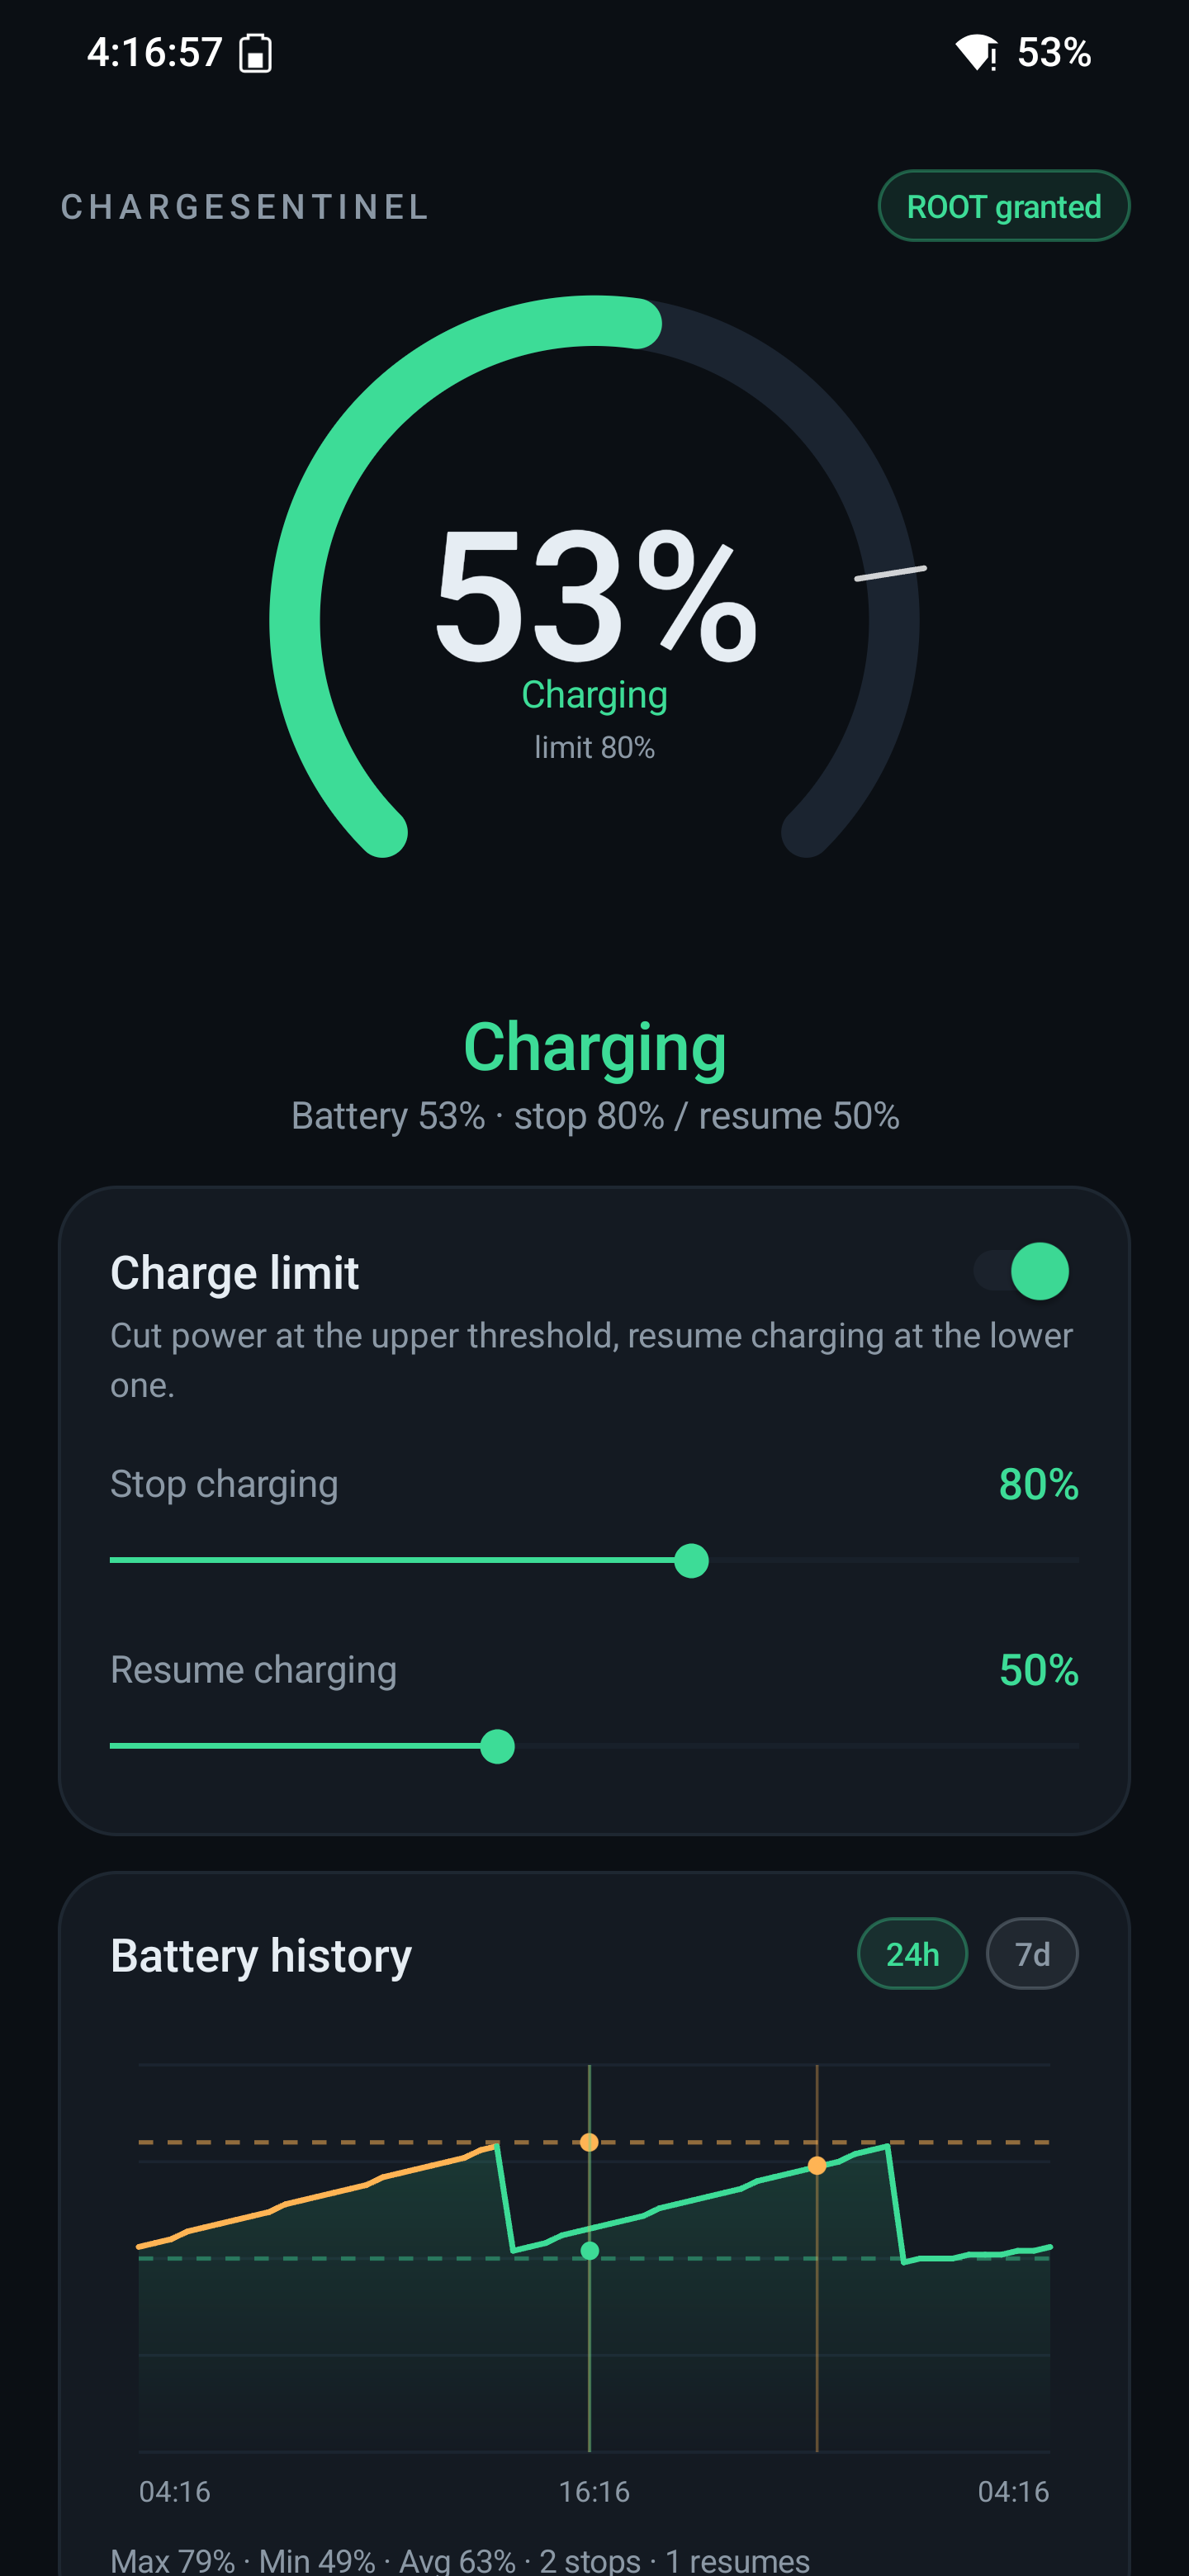 4:16:57
53%
CHARGESENTINEL
ROOT granted
53%
Charging
limit 80%
Charging
Battery 53% · stop 80% / resume 50%
Charge limit
Cut power at the upper threshold, resume charging at the lower
one.
Stop charging
80%
Resume charging
50%
Battery history
24h
7d
04:16
16:16
04:16
Max 79% · Min 49% · Avg 63% · 2 stops · 1 resumes